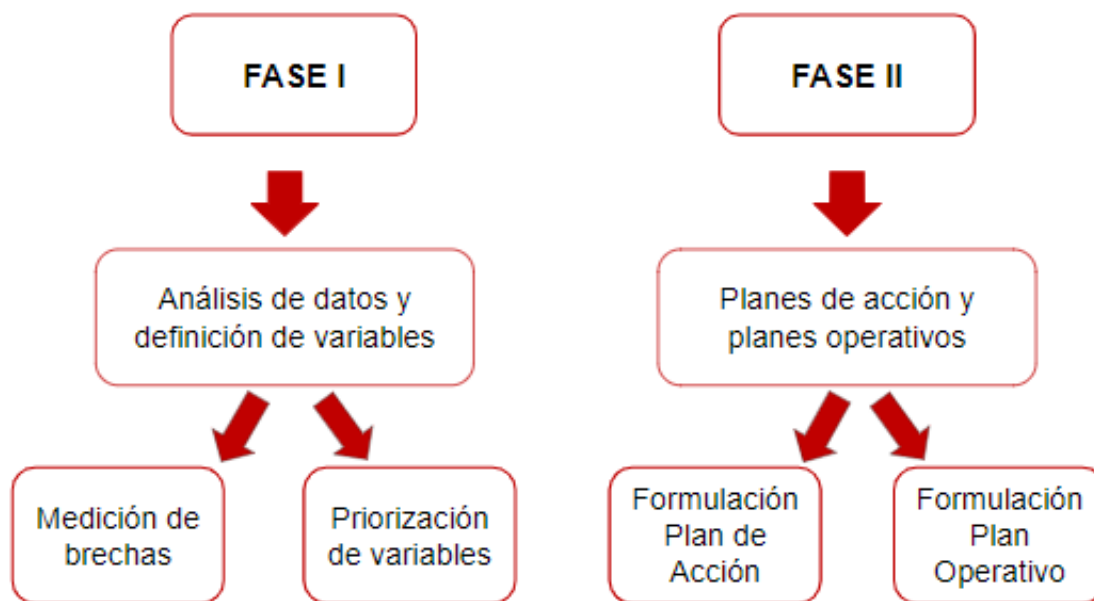 FASE I
FASE II
Análisis de datos y
definición de variables
Planes de acción y
planes operativos
Medición de
brechas
Priorización
de variables
Formulación
Plan de
Acción
Formulación
Plan
Operativo